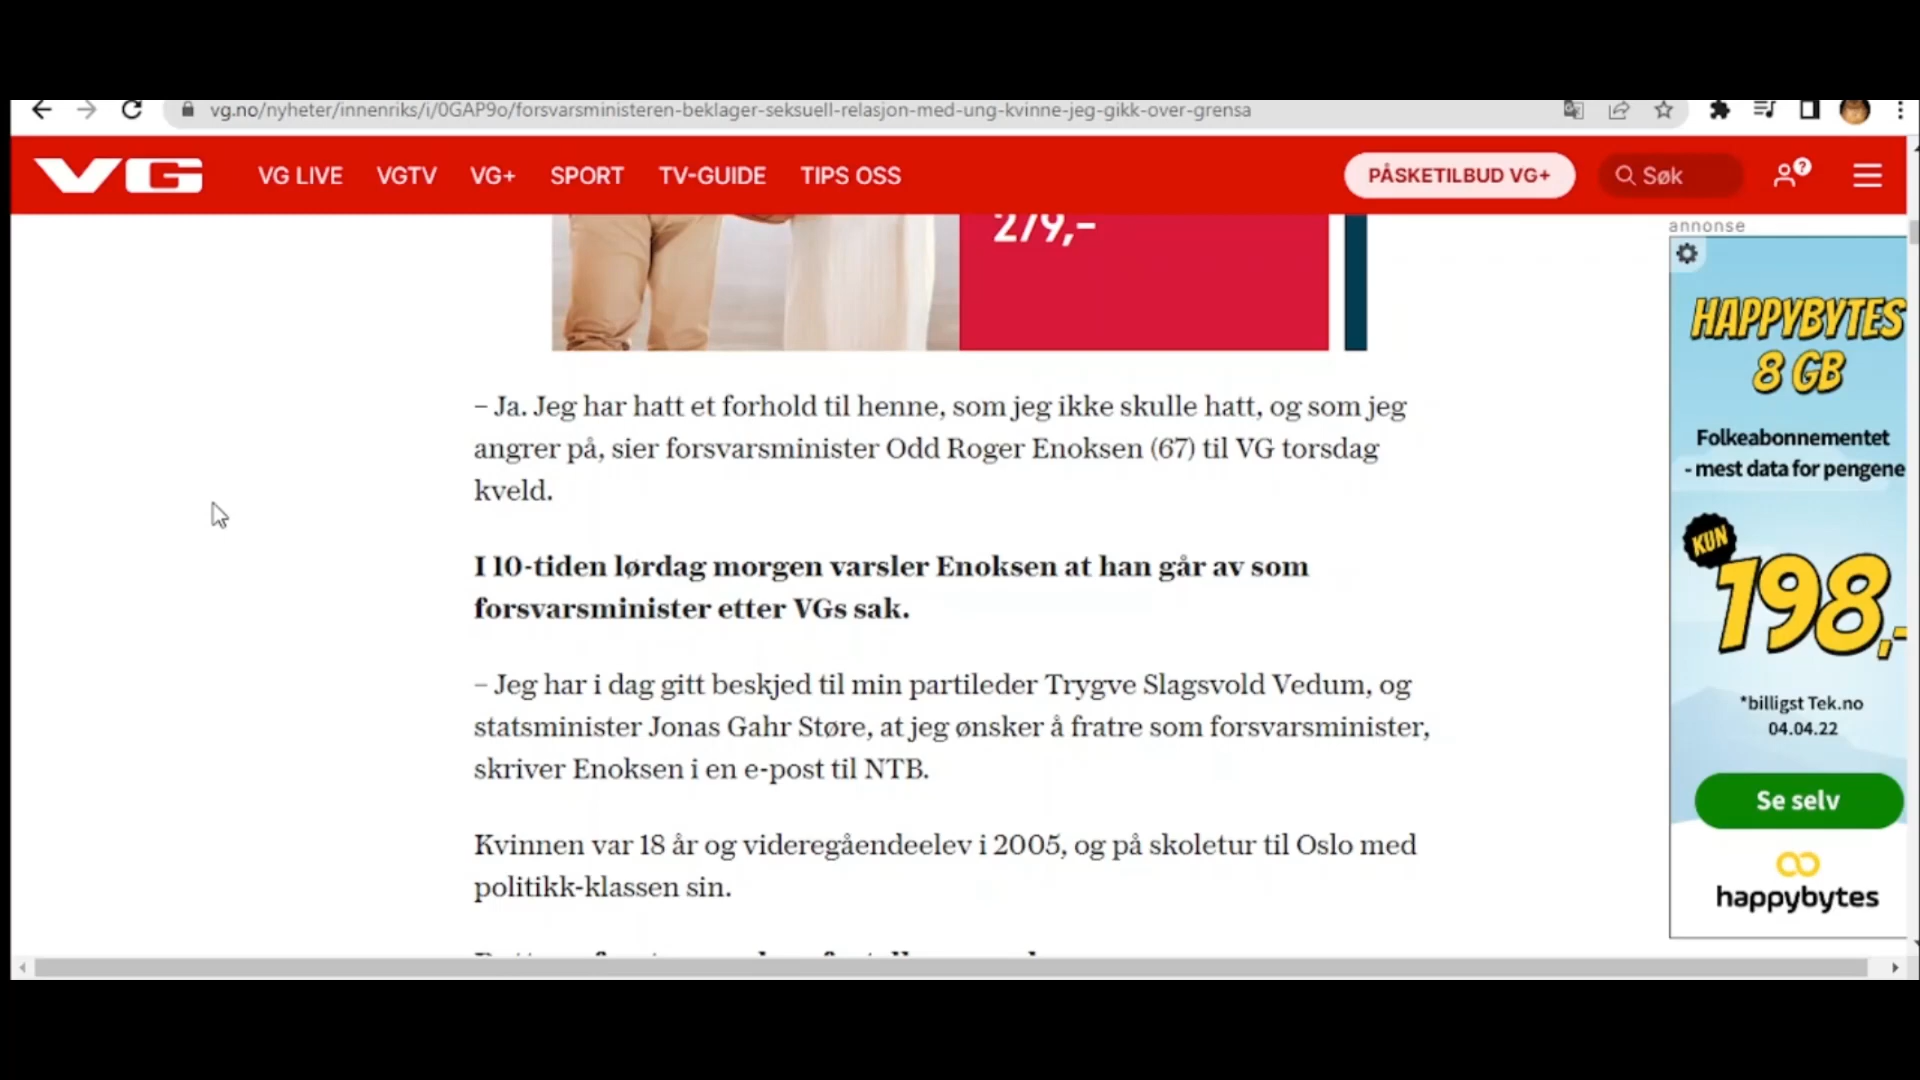 vg.no/nyheter/innenriks/i/0GAP9o/forsvarsministeren-beklager-seksuell-relasjon-med-ung-kvinne-jeg-gikk-over-grensa
VG
VG LIVE
VGTV
VG+
SPORT
TV-GUIDE
TIPS OSS
PÅSKETILBUD VG+
Søk
279,-
annonse
– Ja. Jeg har hatt et forhold til henne, som jeg ikke skulle hatt, og som jeg
angrer på, sier forsvarsminister Odd Roger Enoksen (67) til VG torsdag
kveld.
I 10-tiden lørdag morgen varsler Enoksen at han går av som
forsvarsminister etter VGs sak.
– Jeg har i dag gitt beskjed til min partileder Trygve Slagsvold Vedum, og
statsminister Jonas Gahr Støre, at jeg ønsker å fratre som forsvarsminister,
skriver Enoksen i en e-post til NTB.
Kvinnen var 18 år og videregåendeelev i 2005, og på skoletur til Oslo med
politikk-klassen sin.
HAPPYBYTES
8 GB
Folkeabonnementet
- mest data for pengene
KUN
198,-
*billigst Tek.no
04.04.22
Se selv
happybytes